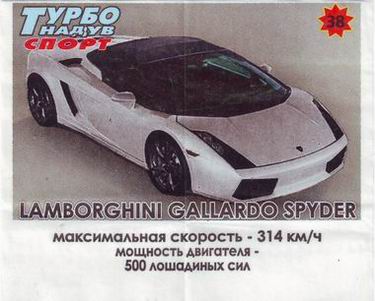 ТУРБО
НАДУВ
СПОРТ
38
LAMBORGHINI GALLARDO SPYDER
максимальная скорость - 314 км/ч
мощность двигателя -
500 лошадиных сил